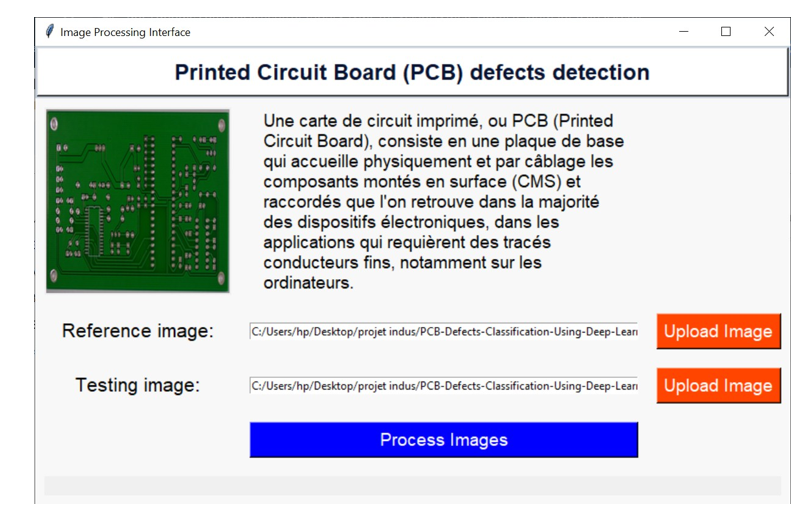 Image Processing Interface
Printed Circuit Board (PCB) defects detection
Une carte de circuit imprimé, ou PCB (Printed
Circuit Board), consiste en une plaque de base
qui accueille physiquement et par câblage les
composants montés en surface (CMS) et
raccordés que l'on retrouve dans la majorité
des dispositifs électroniques, dans les
applications qui requièrent des tracés
conducteurs fins, notamment sur les
ordinateurs.
Reference image: C:/Users/hp/Desktop/projet indus/PCB-Defects-Classification-Using-Deep-Lear Upload Image
Testing image: C:/Users/hp/Desktop/projet indus/PCB-Defects-Classification-Using-Deep-Lear Upload Image
Process Images